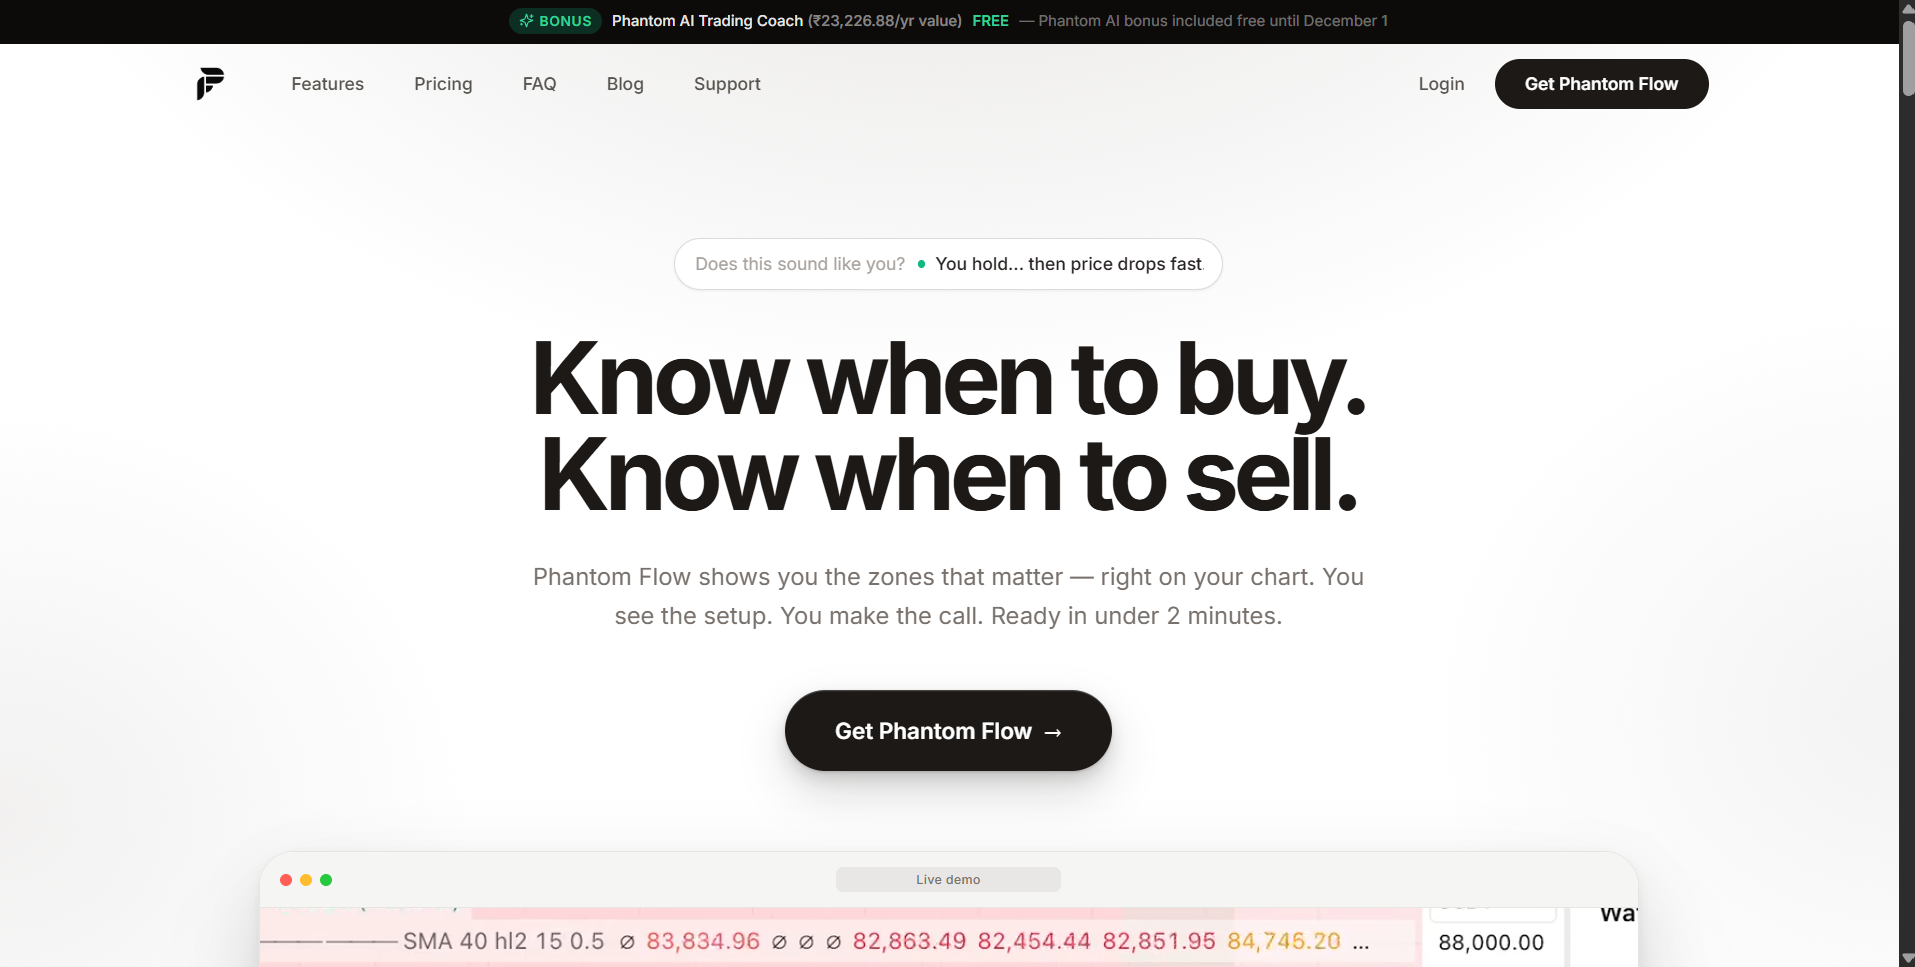 BONUS Phantom AI Trading Coach (₹23,226.88/yr value) FREE — Phantom AI bonus included free until December 1
Features Pricing FAQ Blog Support Login Get Phantom Flow
Does this sound like you? • You hold... then price drops fast.
Know when to buy.
Know when to sell.
Phantom Flow shows you the zones that matter — right on your chart. You
see the setup. You make the call. Ready in under 2 minutes.
Get Phantom Flow →
Live demo
SMA 40 hl2 15 0.5 ∅ 83,834.96 ∅ ∅ ∅ 82,863.49 82,454.44 82,851.95 84,746.20 ... 88,000.00